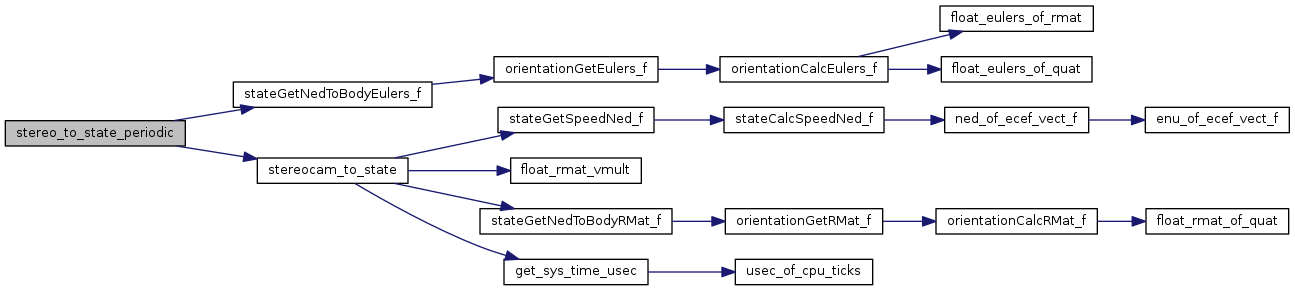 stereo_to_state_periodic
stateGetNedToBodyEulers_f
orientationGetEulers_f
orientationCalcEulers_f
float_eulers_of_rmat
float_eulers_of_quat
stereocam_to_state
stateGetSpeedNed_f
stateCalcSpeedNed_f
ned_of_ecef_vect_f
enu_of_ecef_vect_f
float_rmat_vmult
stateGetNedToBodyRMat_f
orientationGetRMat_f
orientationCalcRMat_f
float_rmat_of_quat
get_sys_time_usec
usec_of_cpu_ticks